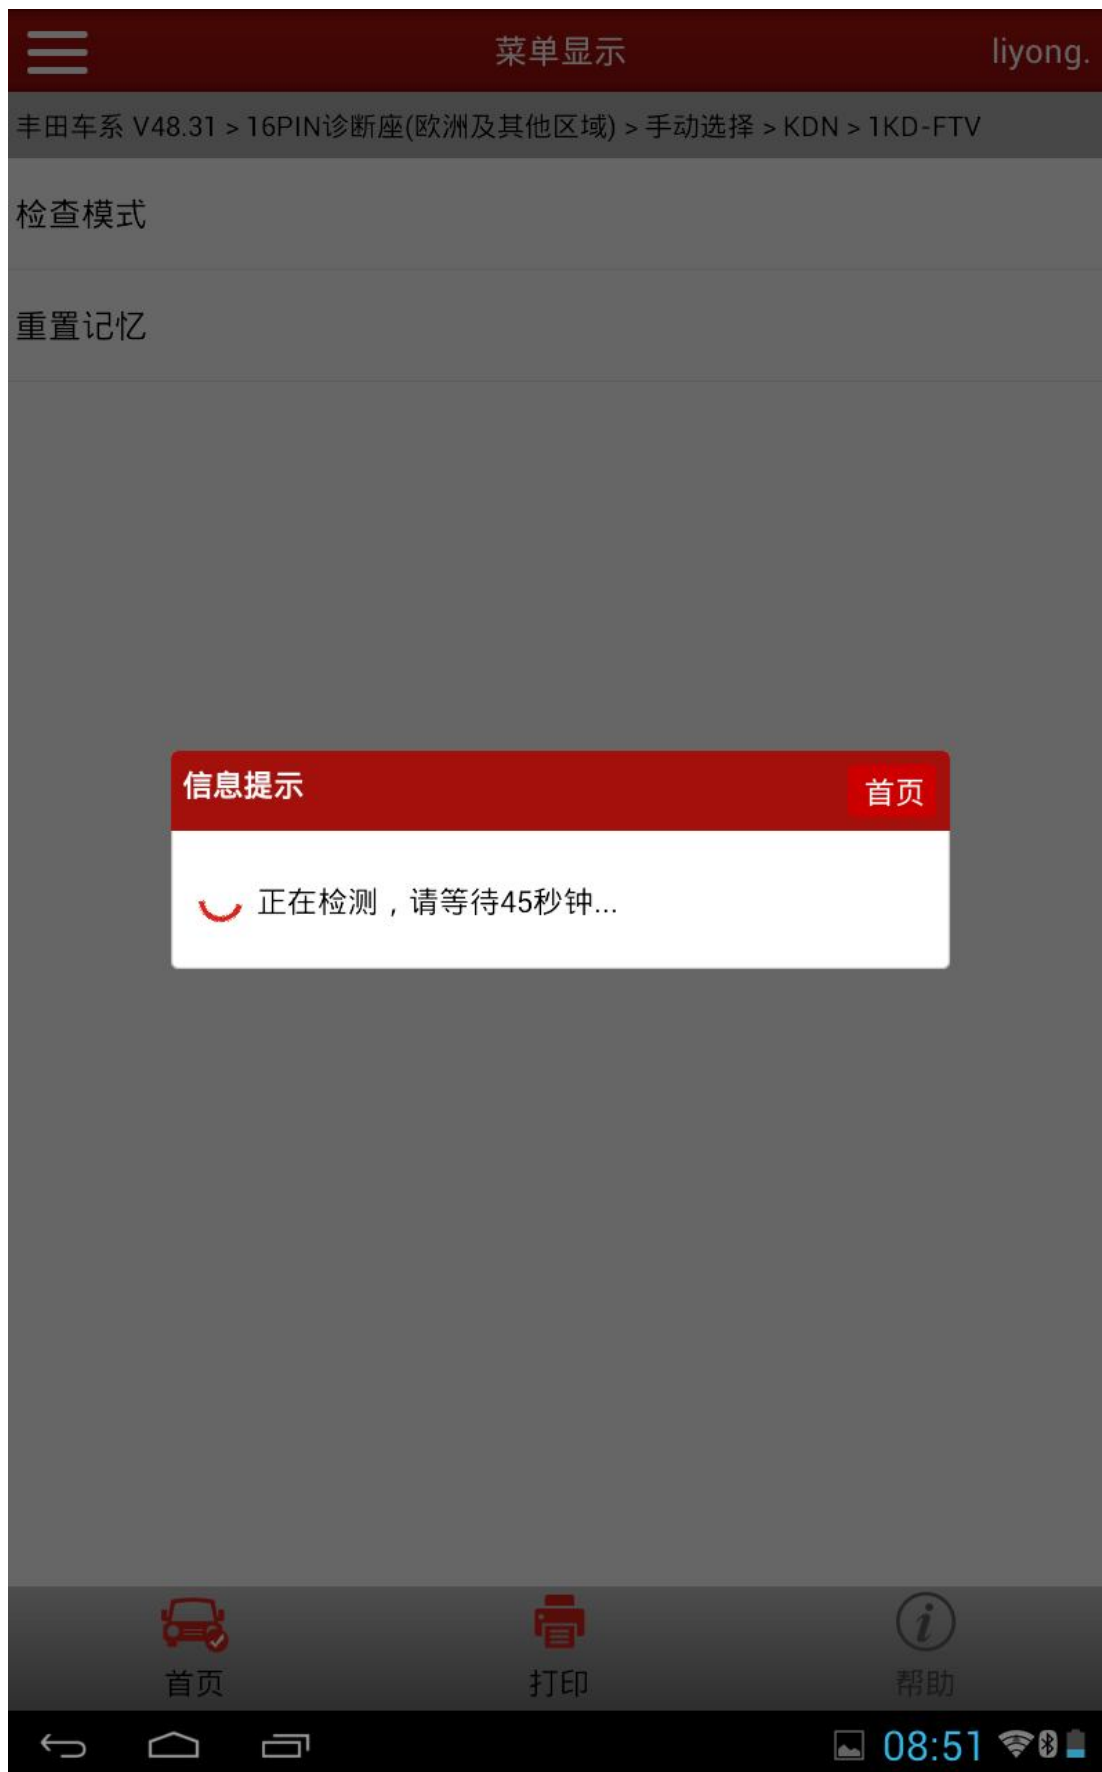 菜单显示 liyong.
丰田车系 V48.31 > 16PIN诊断座(欧洲及其他区域) > 手动选择 > KDN > 1KD-FTV
检查模式
重置记忆
信息提示 首页
正在检测，请等待45秒钟...
首页 打印 帮助
08:51